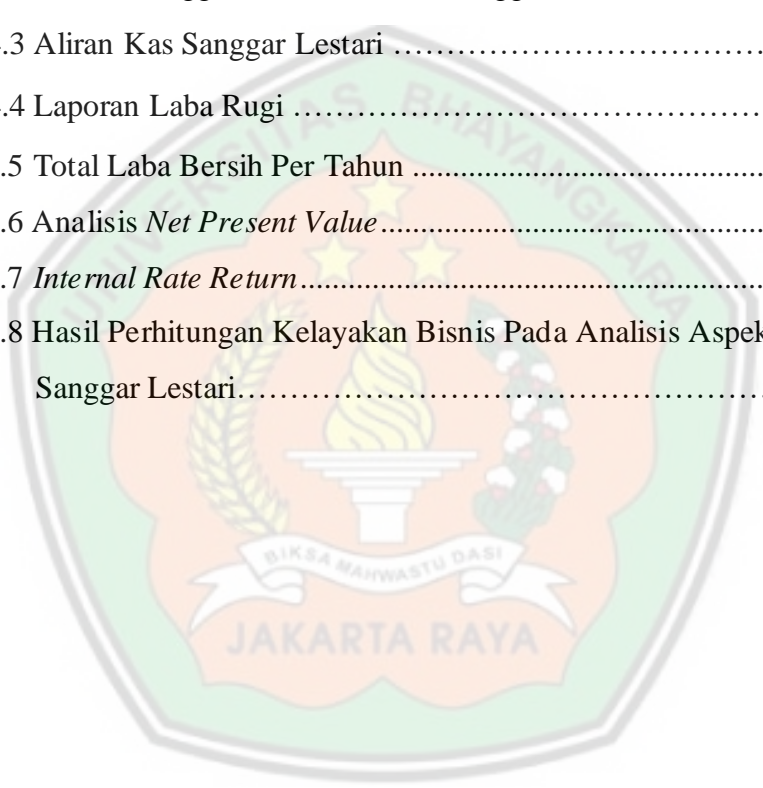 .3 Aliran Kas Sanggar Lestari ……………………………
.4 Laporan Laba Rugi ……………………………………
.5 Total Laba Bersih Per Tahun ......................................................
.6 Analisis Net Present Value..........................................................
.7 Internal Rate Return.....................................................................
.8 Hasil Perhitungan Kelayakan Bisnis Pada Analisis Aspek
Sanggar Lestari……………………………………………
UNIVERSITAS BHAYANGKARA
BIKSA MAHWASTU DASI
JAKARTA RAYA